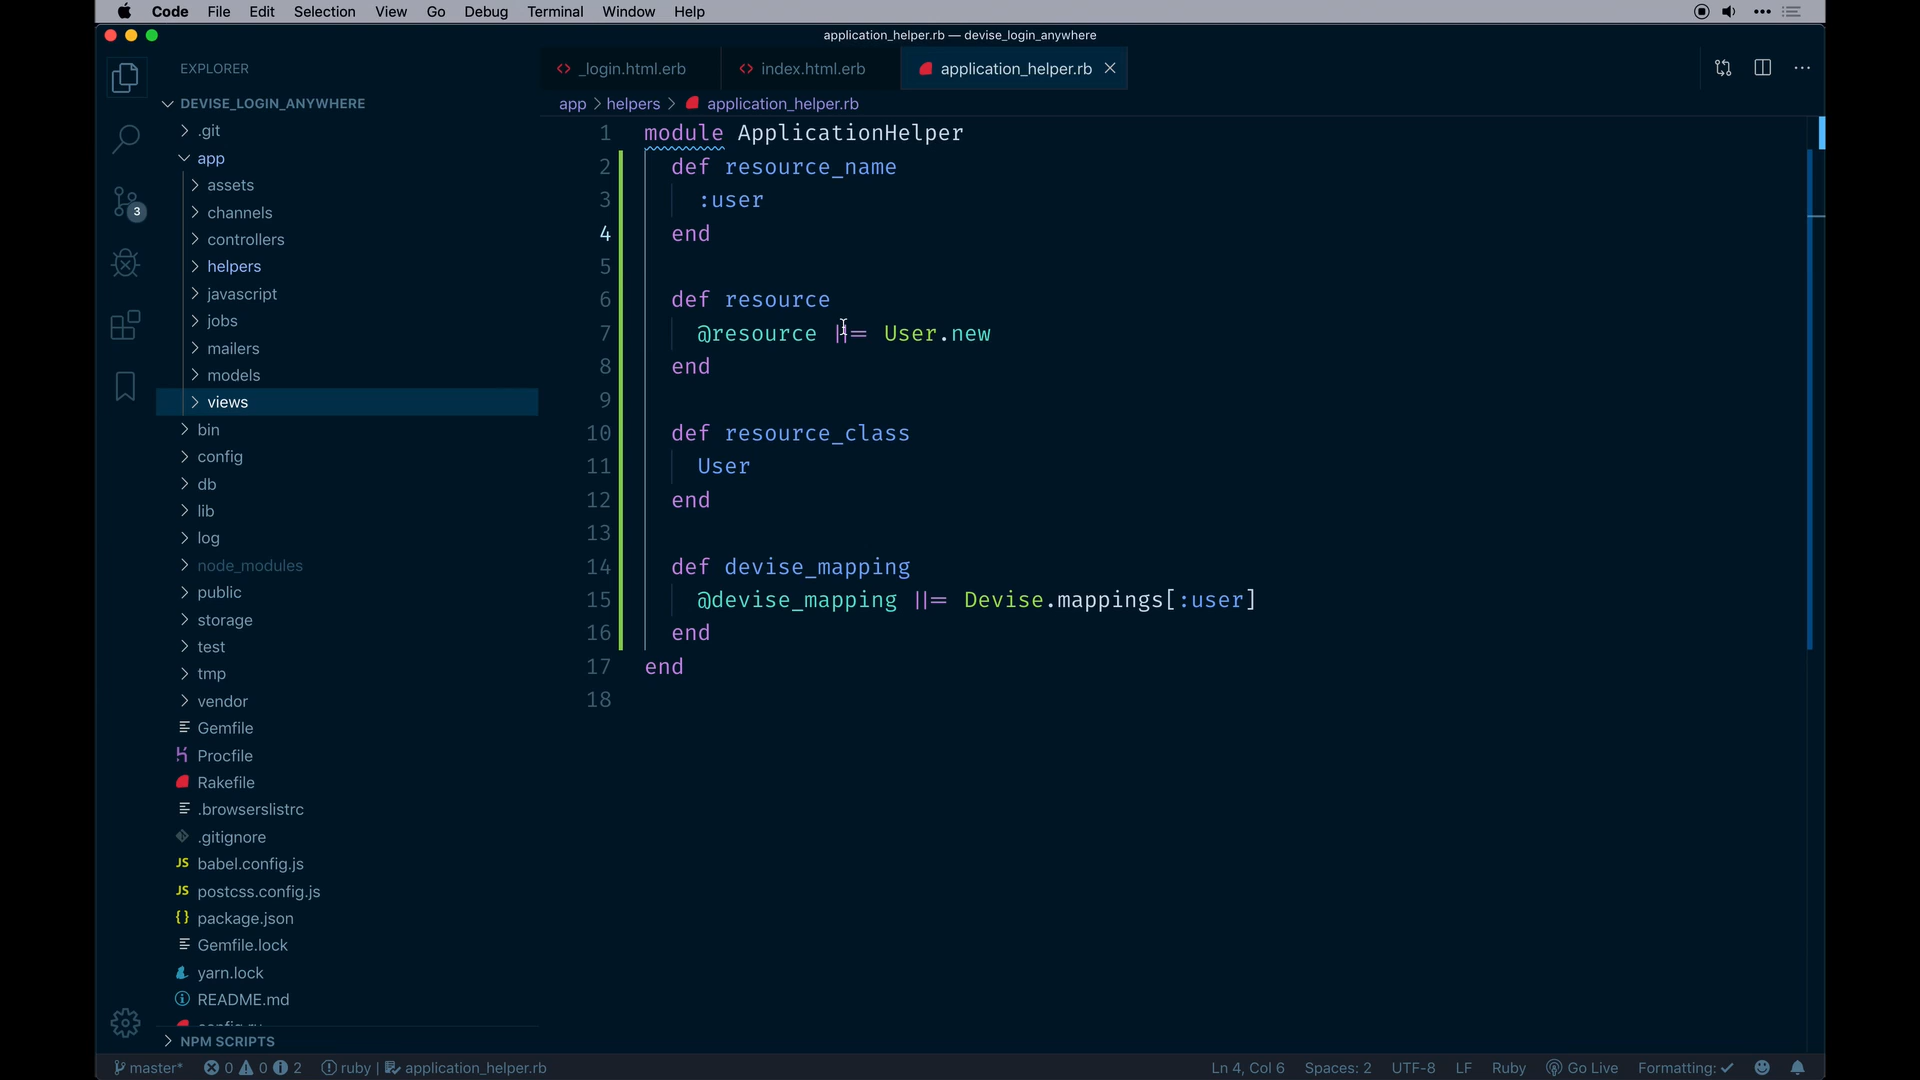 Code File Edit Selection View Go Debug Terminal Window Help
application_helper.rb — devise_login_anywhere
EXPLORER
DEVISE_LOGIN_ANYWHERE
.git
app
assets
channels
controllers
helpers
javascript
jobs
mailers
models
views
bin
config
db
lib
log
node_modules
public
storage
test
tmp
vendor
Gemfile
Procfile
Rakefile
.browserslistrc
.gitignore
JS babel.config.js
JS postcss.config.js
{} package.json
Gemfile.lock
yarn.lock
README.md
NPM SCRIPTS
3
<> _login.html.erb <> index.html.erb application_helper.rb
app > helpers > application_helper.rb
1 module ApplicationHelper
2 def resource_name
3 :user
4 end
5
6 def resource
7 @resource ||= User.new
8 end
9
10 def resource_class
11 User
12 end
13
14 def devise_mapping
15 @devise_mapping ||= Devise.mappings[:user]
16 end
17 end
18
master* 0 0 2 ruby | application_helper.rb Ln 4, Col 6 Spaces: 2 UTF-8 LF Ruby Go Live Formatting: ✓